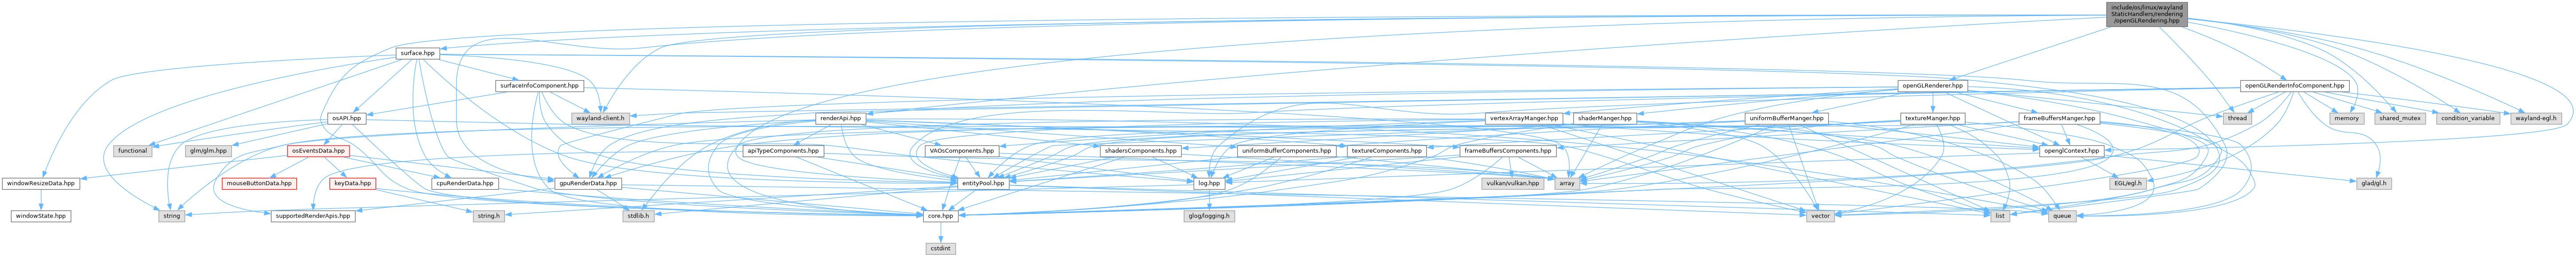 include/os/linux/wayland
StaticHandlers/rendering
/openGLRendering.hpp
surface.hpp
surfaceInfoComponent.hpp
openGLRenderer.hpp
openGLRenderInfoComponent.hpp
osAPI.hpp
wayland-client.h
renderApi.hpp
vertexArrayManger.hpp
shaderManger.hpp
uniformBufferManger.hpp
textureManger.hpp
frameBuffersManger.hpp
thread
memory
shared_mutex
condition_variable
wayland-egl.h
functional
glm/glm.hpp
osEventsData.hpp
apiTypeComponents.hpp
VAOsComponents.hpp
shadersComponents.hpp
uniformBufferComponents.hpp
textureComponents.hpp
frameBuffersComponents.hpp
openglContext.hpp
windowResizeData.hpp
mouseButtonData.hpp
keyData.hpp
cpuRenderData.hpp
gpuRenderData.hpp
entityPool.hpp
log.hpp
vulkan/vulkan.hpp
array
EGL/egl.h
glad/gl.h
windowState.hpp
string
supportedRenderApis.hpp
string.h
stdlib.h
core.hpp
glog/logging.h
vector
list
queue
cstdint